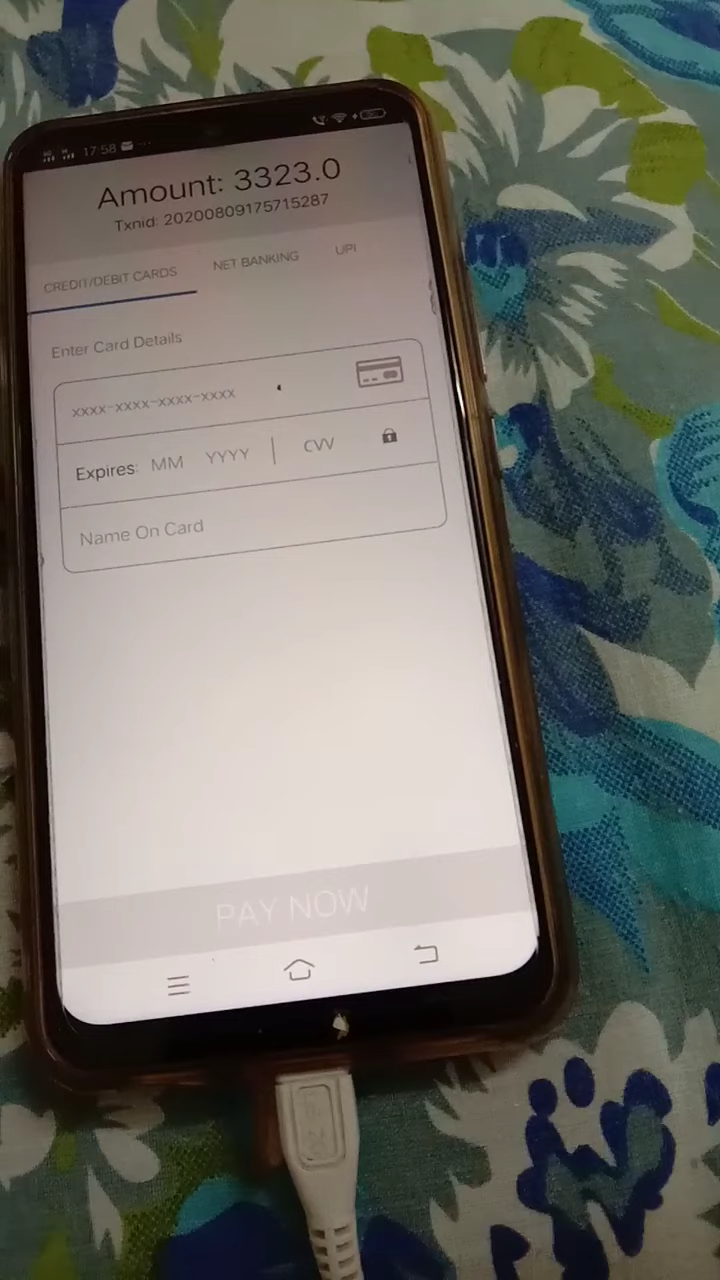 17:58
Amount: 3323.0
Txnid: 20200809175715287
CREDIT/DEBIT CARDS NET BANKING UPI
Enter Card Details
xxxx-xxxx-xxxx-xxxx
Expires: MM YYYY | CVV
Name On Card
PAY NOW